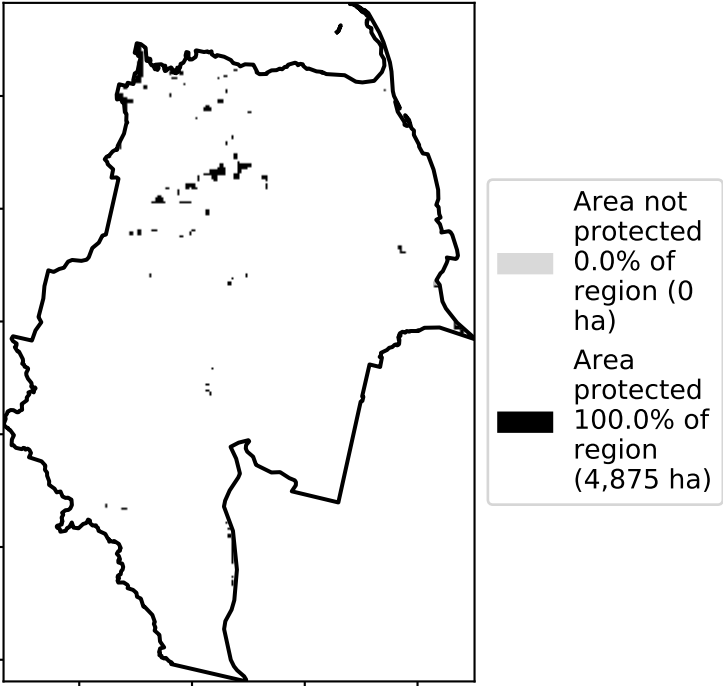 Area not
protected
0.0% of
region (0
ha)
Area
protected
100.0% of
region
(4,875 ha)